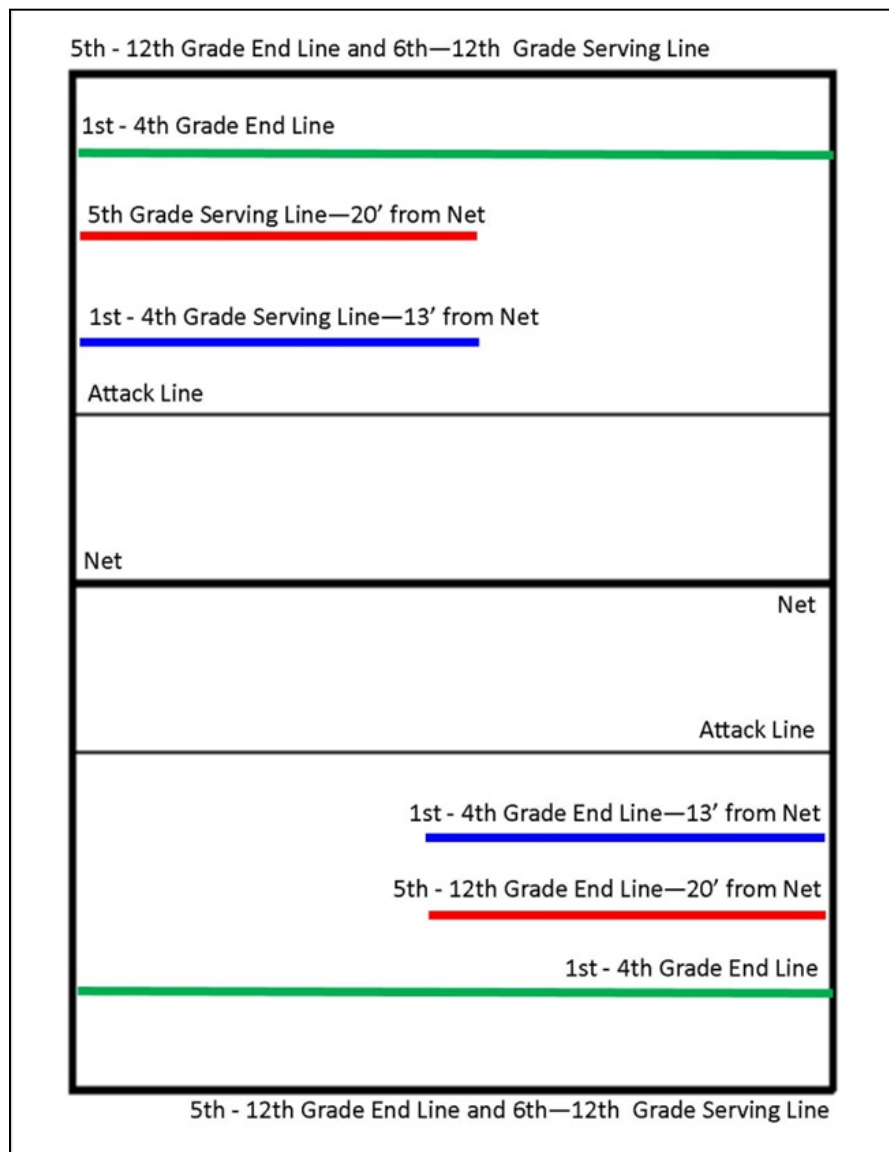 5th - 12th Grade End Line and 6th—12th  Grade Serving Line
1st - 4th Grade End Line
5th Grade Serving Line—20’ from Net
1st - 4th Grade Serving Line—13’ from Net
Attack Line
Net
Net
Attack Line
1st - 4th Grade End Line—13’ from Net
5th - 12th Grade End Line—20’ from Net
1st - 4th Grade End Line
5th - 12th Grade End Line and 6th—12th  Grade Serving Line